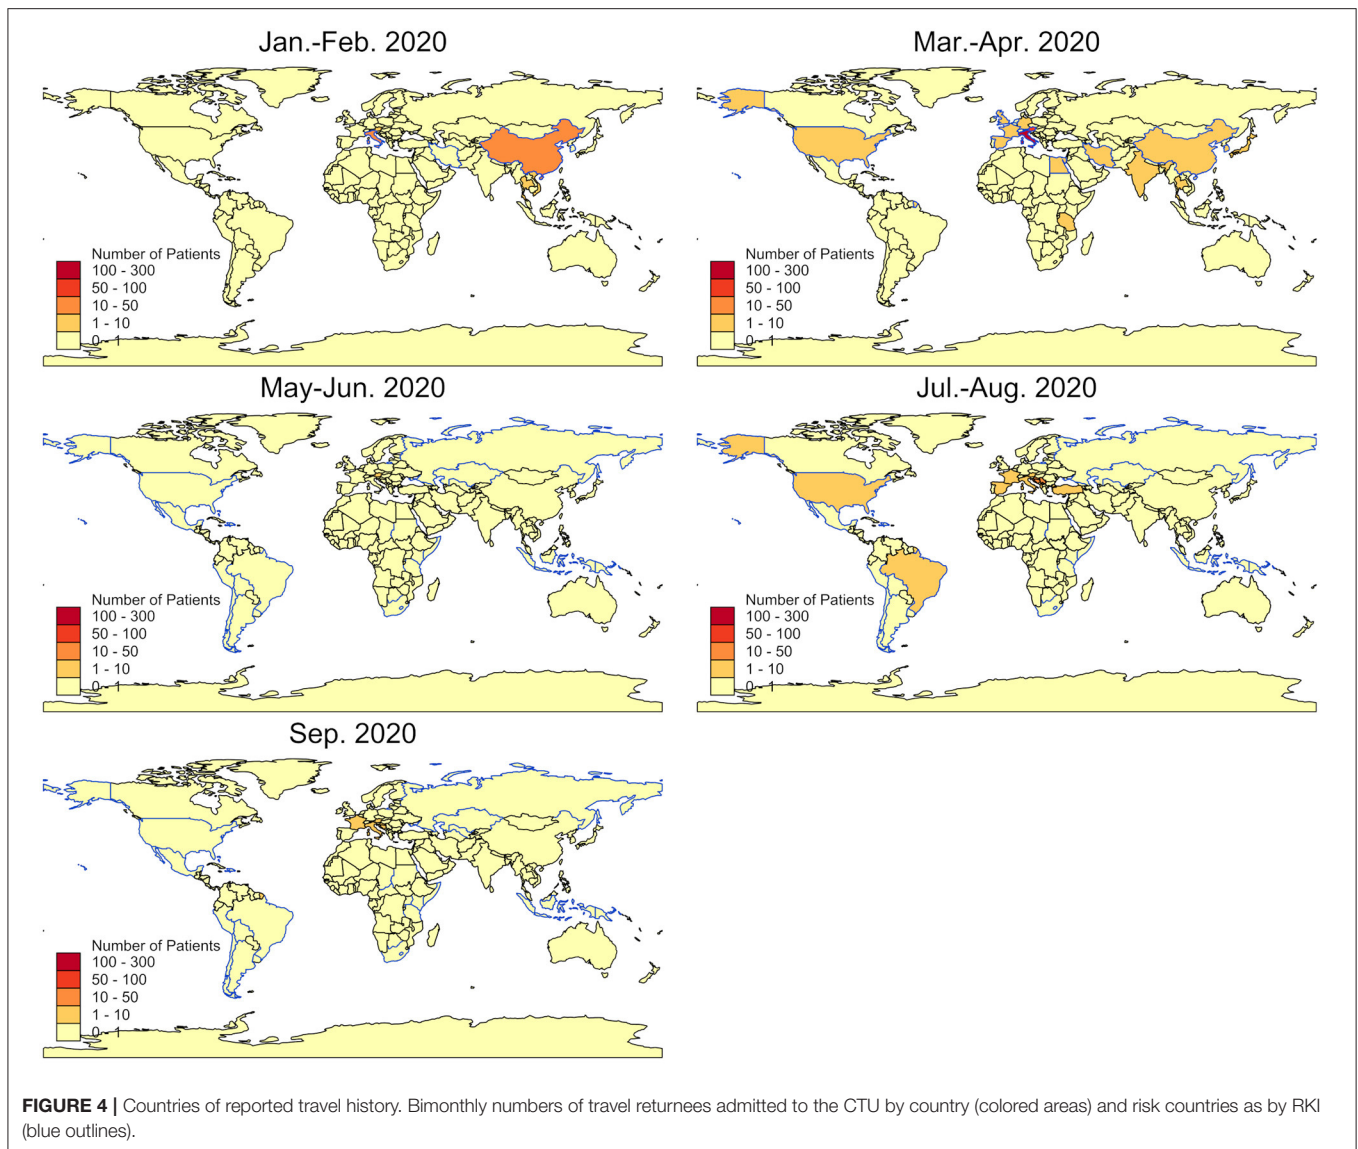 Jan.-Feb. 2020
Number of Patients
100 - 300
50 - 100
10 - 50
1 - 10
0 - 1
Mar.-Apr. 2020
Number of Patients
100 - 300
50 - 100
10 - 50
1 - 10
0 - 1
May-Jun. 2020
Number of Patients
100 - 300
50 - 100
10 - 50
1 - 10
0 - 1
Jul.-Aug. 2020
Number of Patients
100 - 300
50 - 100
10 - 50
1 - 10
0 - 1
Sep. 2020
Number of Patients
100 - 300
50 - 100
10 - 50
1 - 10
0 - 1
FIGURE 4 | Countries of reported travel history. Bimonthly numbers of travel returnees admitted to the CTU by country (colored areas) and risk countries as by RKI
(blue outlines).